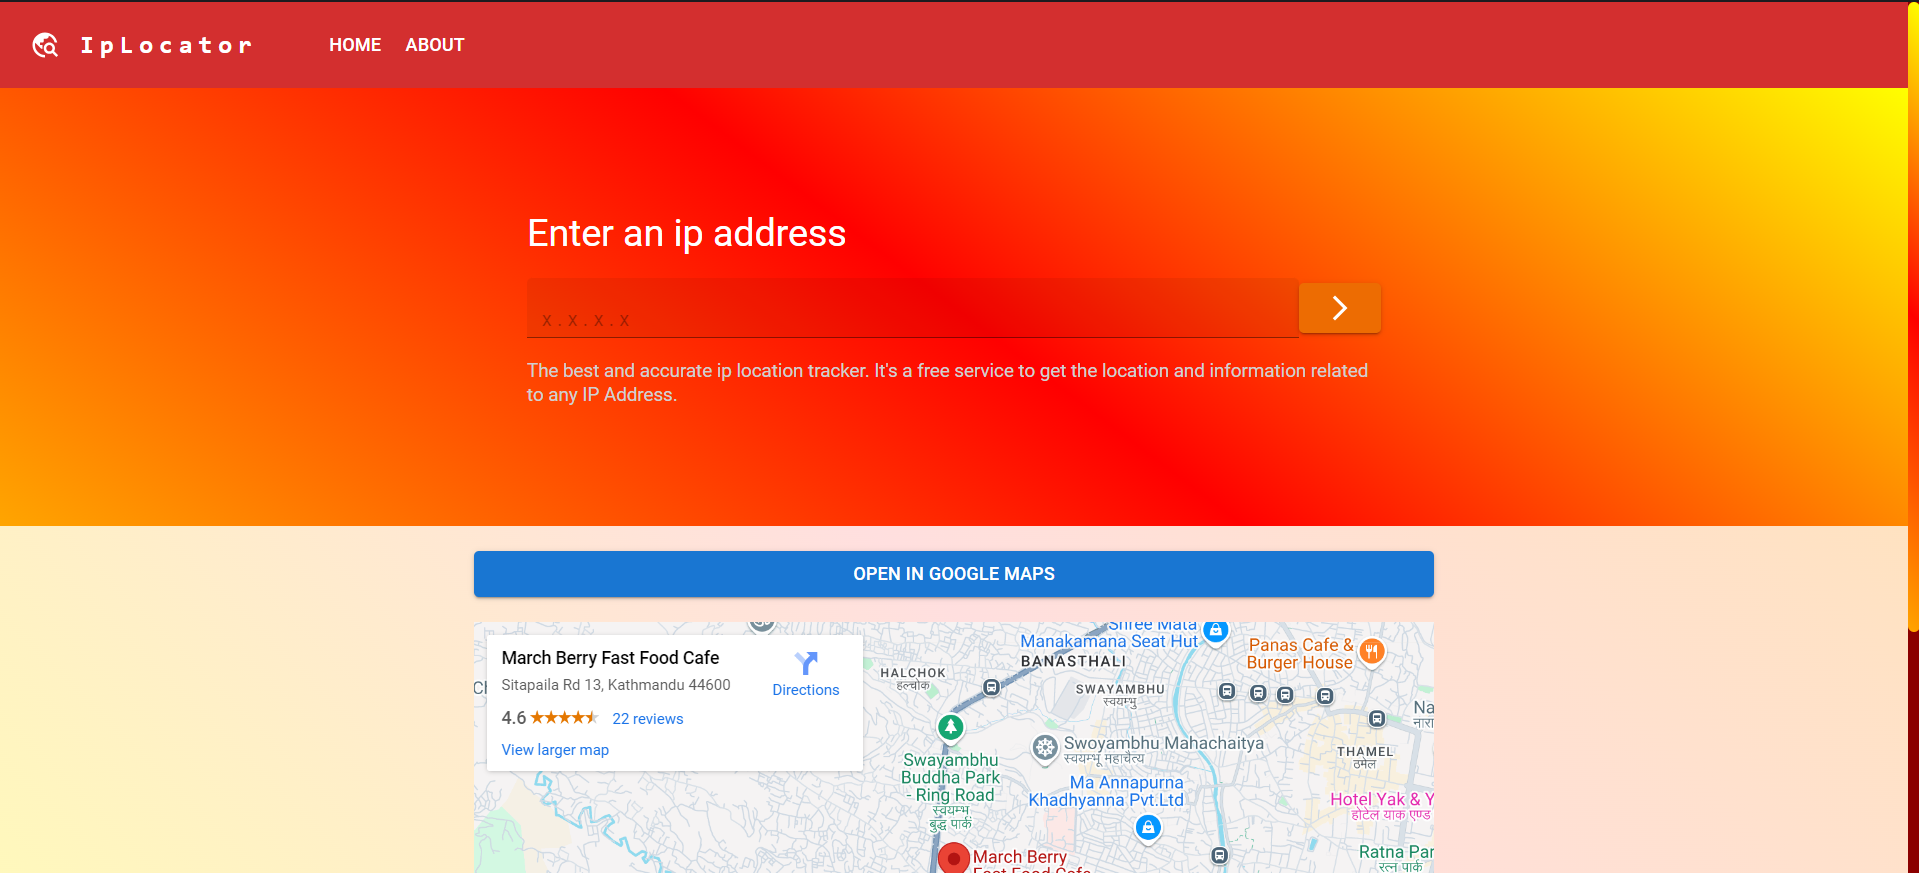 IpLocator
HOME
ABOUT
Enter an ip address
X . X . X . X
The best and accurate ip location tracker. It's a free service to get the location and information related
to any IP Address.
OPEN IN GOOGLE MAPS
March Berry Fast Food Cafe
Sitapaila Rd 13, Kathmandu 44600
Directions
4.6
22 reviews
View larger map
Shree Mata
Manakamana Seat Hut
BANASTHALI
Panas Cafe &
Burger House
HALCHOK
हल्चोक
SWAYAMBHU
स्वयम्भु
Na
नारा
Swoyambhu Mahachaitya
स्वयम्भू महाचैत्य
THAMEL
ठमेल
Swayambhu
Buddha Park
- Ring Road
स्वयम्भ
बुद्ध पार्क
Ma Annapurna
Khadhyanna Pvt.Ltd
Hotel Yak & Y
होटेल याक एण्ड
March Berry
Fast Food Cafe
Ratna Par
रत्न पार्क